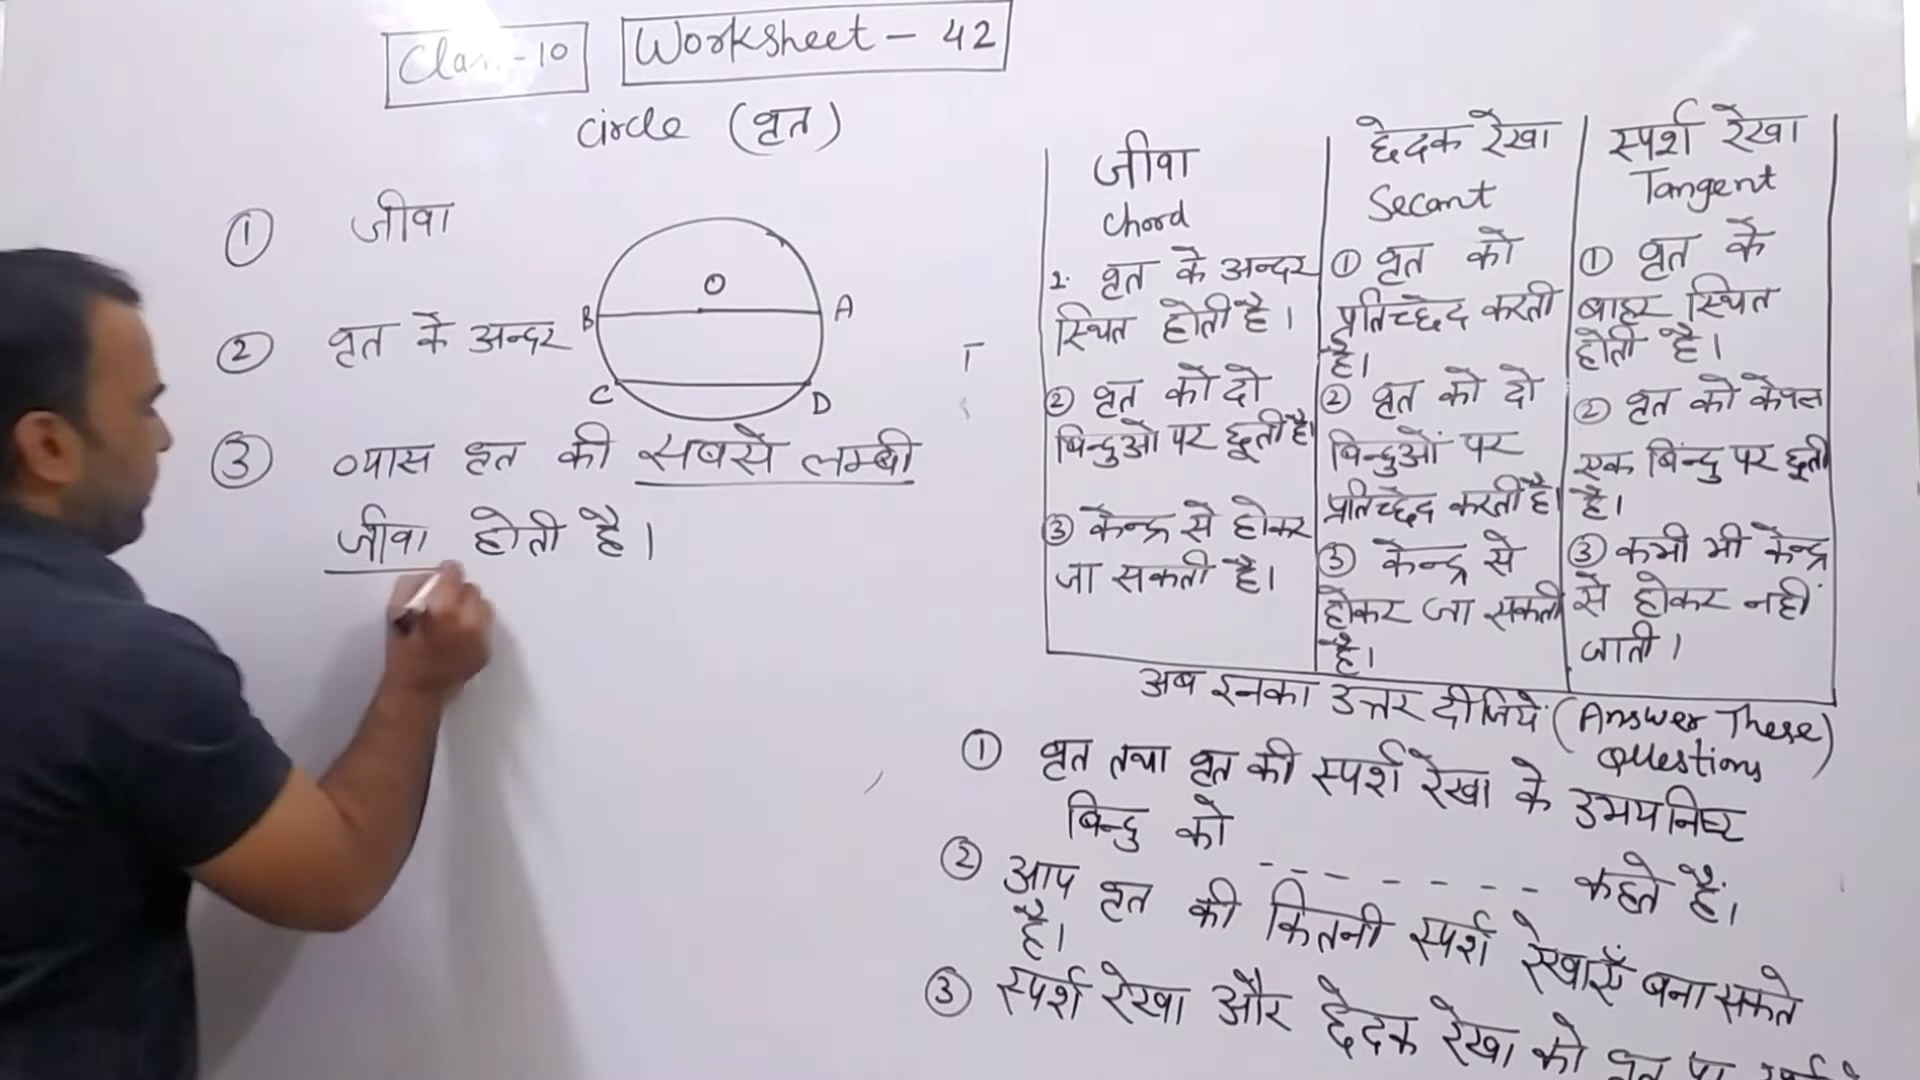 Class-10
Worksheet - 42
circle (वृत)
① जीवा
② वृत के अन्दर
O
B
A
C
D
③ व्यास वृत की सबसे लम्बी
जीवा होती है।
जीवा
chord
1. वृत के अन्दर
स्थित होती है।
② वृत को दो
बिन्दुओं पर छूती है
③ केन्द्र से होकर
जा सकती है।
छेदक रेखा
Secant
① वृत को
प्रतिच्छेद करती
है।
② वृत को दो
बिन्दुओं पर
प्रतिच्छेद करती है।
③ केन्द्र से
होकर जा सकती
है।
स्पर्श रेखा
Tangent
① वृत के
बाहर स्थित
होती है।
② वृत को केवल
एक बिंन्दु पर छूती
है।
③ कभी भी केन्द्र
से होकर नहीं
जाती।
अब इनका उत्तर दीजिये (Answer These)
Questions
① वृत तथा वृत की स्पर्श रेखा के उभयनिष्ट
बिन्दु को - - - - - - - कहते हैं।
② आप वृत की कितनी स्पर्श रेखाएँ बना सकते
है।
③ स्पर्श रेखा और छेदक रेखा को वृत